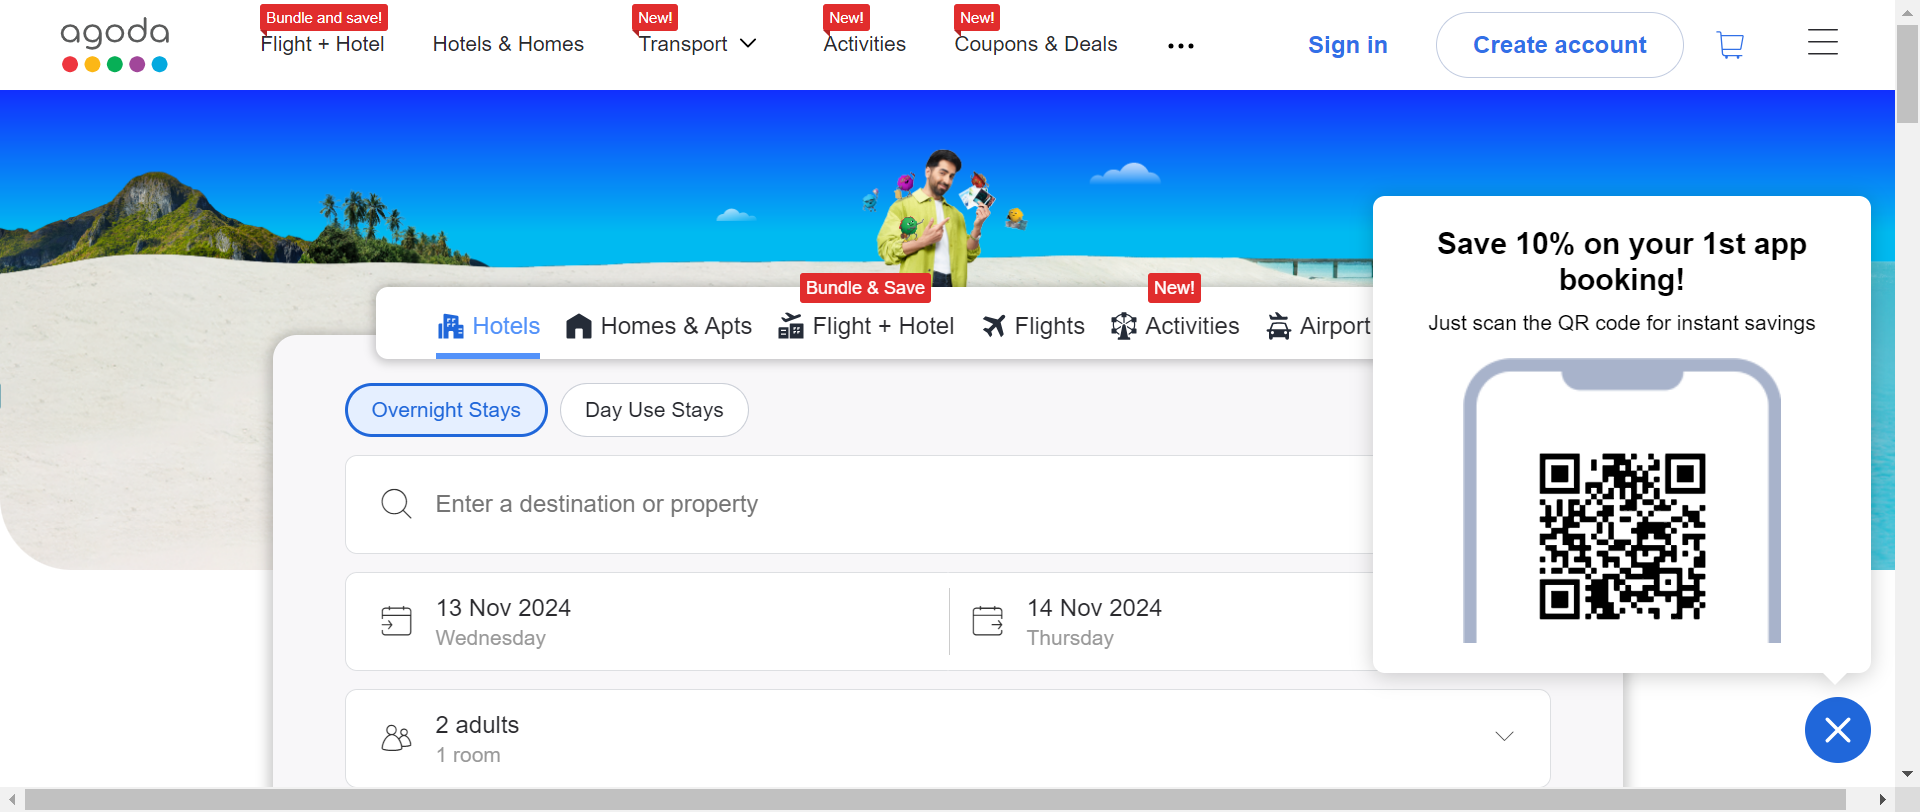 agoda
Bundle and save!
Flight + Hotel
Hotels & Homes
New!
Transport
New!
Activities
New!
Coupons & Deals
Sign in
Create account
Bundle & Save
New!
Hotels
Homes & Apts
Flight + Hotel
Flights
Activities
Airport
Overnight Stays
Day Use Stays
Enter a destination or property
13 Nov 2024
Wednesday
14 Nov 2024
Thursday
2 adults
1 room
Save 10% on your 1st app
booking!
Just scan the QR code for instant savings